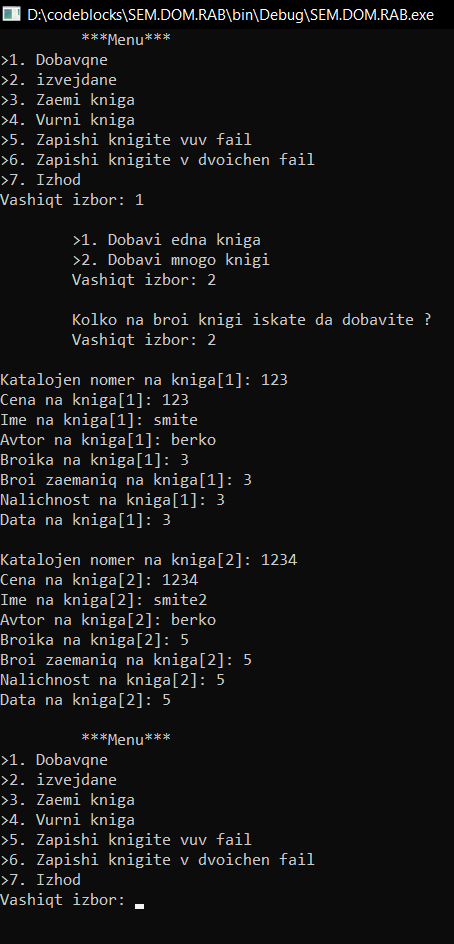 D:\codeblocks\SEM.DOM.RAB\bin\Debug\SEM.DOM.RAB.exe
***Menu***
>1. Dobavqne
>2. izvejdane
>3. Zaemi kniga
>4. Vurni kniga
>5. Zapishi knigite vuv fail
>6. Zapishi knigite v dvoichen fail
>7. Izhod
Vashiqt izbor: 1
>1. Dobavi edna kniga
>2. Dobavi mnogo knigi
Vashiqt izbor: 2
Kolko na broi knigi iskate da dobavite ?
Vashiqt izbor: 2
Katalojen nomer na kniga[1]: 123
Cena na kniga[1]: 123
Ime na kniga[1]: smite
Avtor na kniga[1]: berko
Broika na kniga[1]: 3
Broi zaemaniq na kniga[1]: 3
Nalichnost na kniga[1]: 3
Data na kniga[1]: 3
Katalojen nomer na kniga[2]: 1234
Cena na kniga[2]: 1234
Ime na kniga[2]: smite2
Avtor na kniga[2]: berko
Broika na kniga[2]: 5
Broi zaemaniq na kniga[2]: 5
Nalichnost na kniga[2]: 5
Data na kniga[2]: 5
***Menu***
>1. Dobavqne
>2. izvejdane
>3. Zaemi kniga
>4. Vurni kniga
>5. Zapishi knigite vuv fail
>6. Zapishi knigite v dvoichen fail
>7. Izhod
Vashiqt izbor: